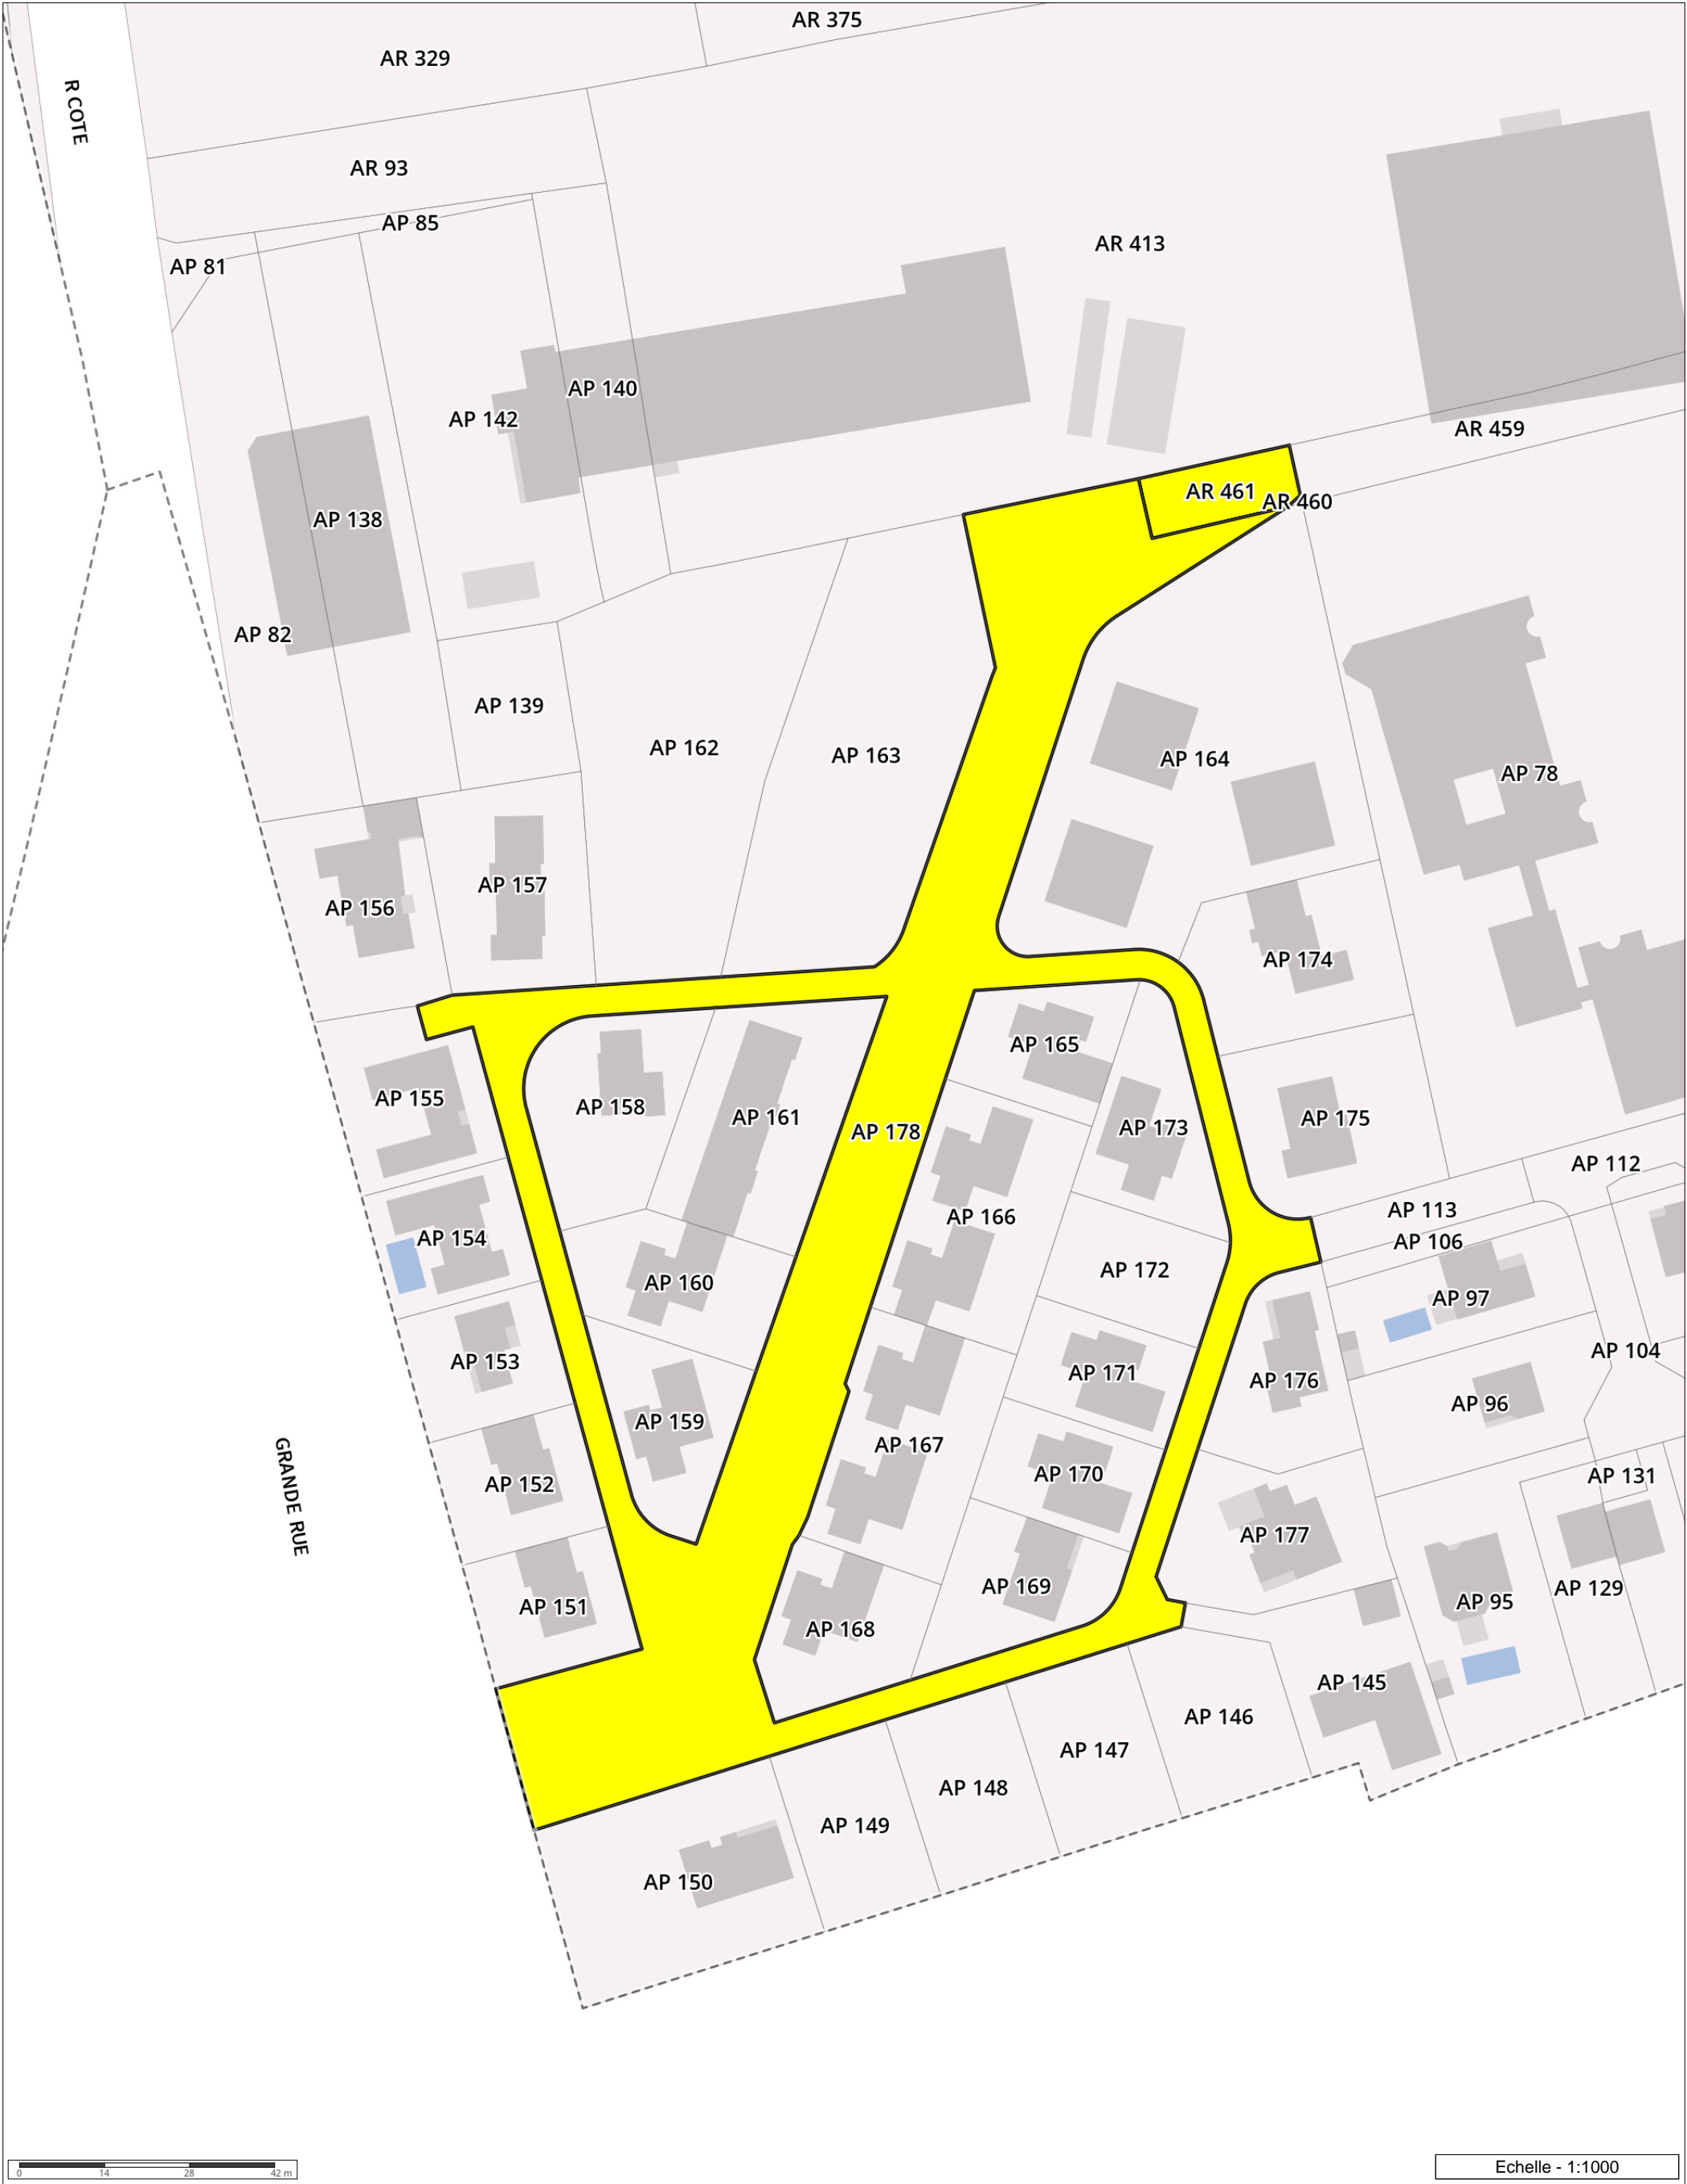 AR 375
AR 329
R COTE
AR 93
AP 85
AR 413
AP 81
AP 140
AP 142
AR 459
AR 461
AR 460
AP 138
AP 82
AP 139
AP 162
AP 163
AP 164
AP 78
AP 157
AP 156
AP 174
AP 165
AP 155
AP 158
AP 161
AP 178
AP 173
AP 175
AP 112
AP 113
AP 166
AP 154
AP 106
AP 160
AP 172
AP 97
AP 153
AP 171
AP 176
AP 104
AP 96
AP 159
AP 167
GRANDE RUE
AP 152
AP 170
AP 131
AP 177
AP 169
AP 129
AP 95
AP 151
AP 168
AP 145
AP 146
AP 147
AP 148
AP 149
AP 150
0 14 28 42 m
Echelle - 1:1000